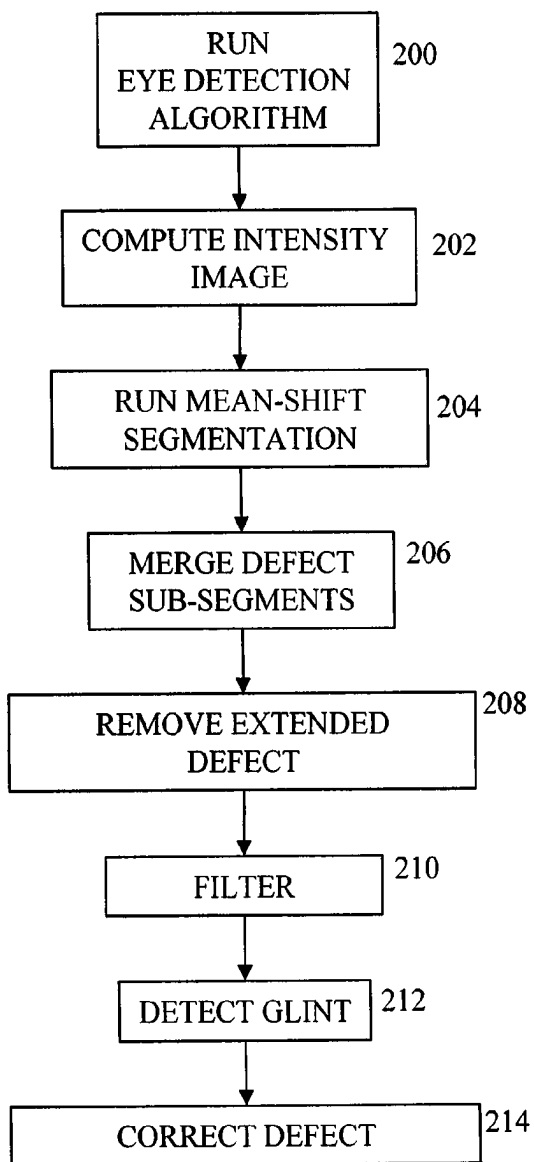 RUN
EYE DETECTION
ALGORITHM
200
COMPUTE INTENSITY
IMAGE
202
RUN MEAN-SHIFT
SEGMENTATION
204
MERGE DEFECT
SUB-SEGMENTS
206
REMOVE EXTENDED
DEFECT
208
FILTER
210
DETECT GLINT
212
CORRECT DEFECT
214